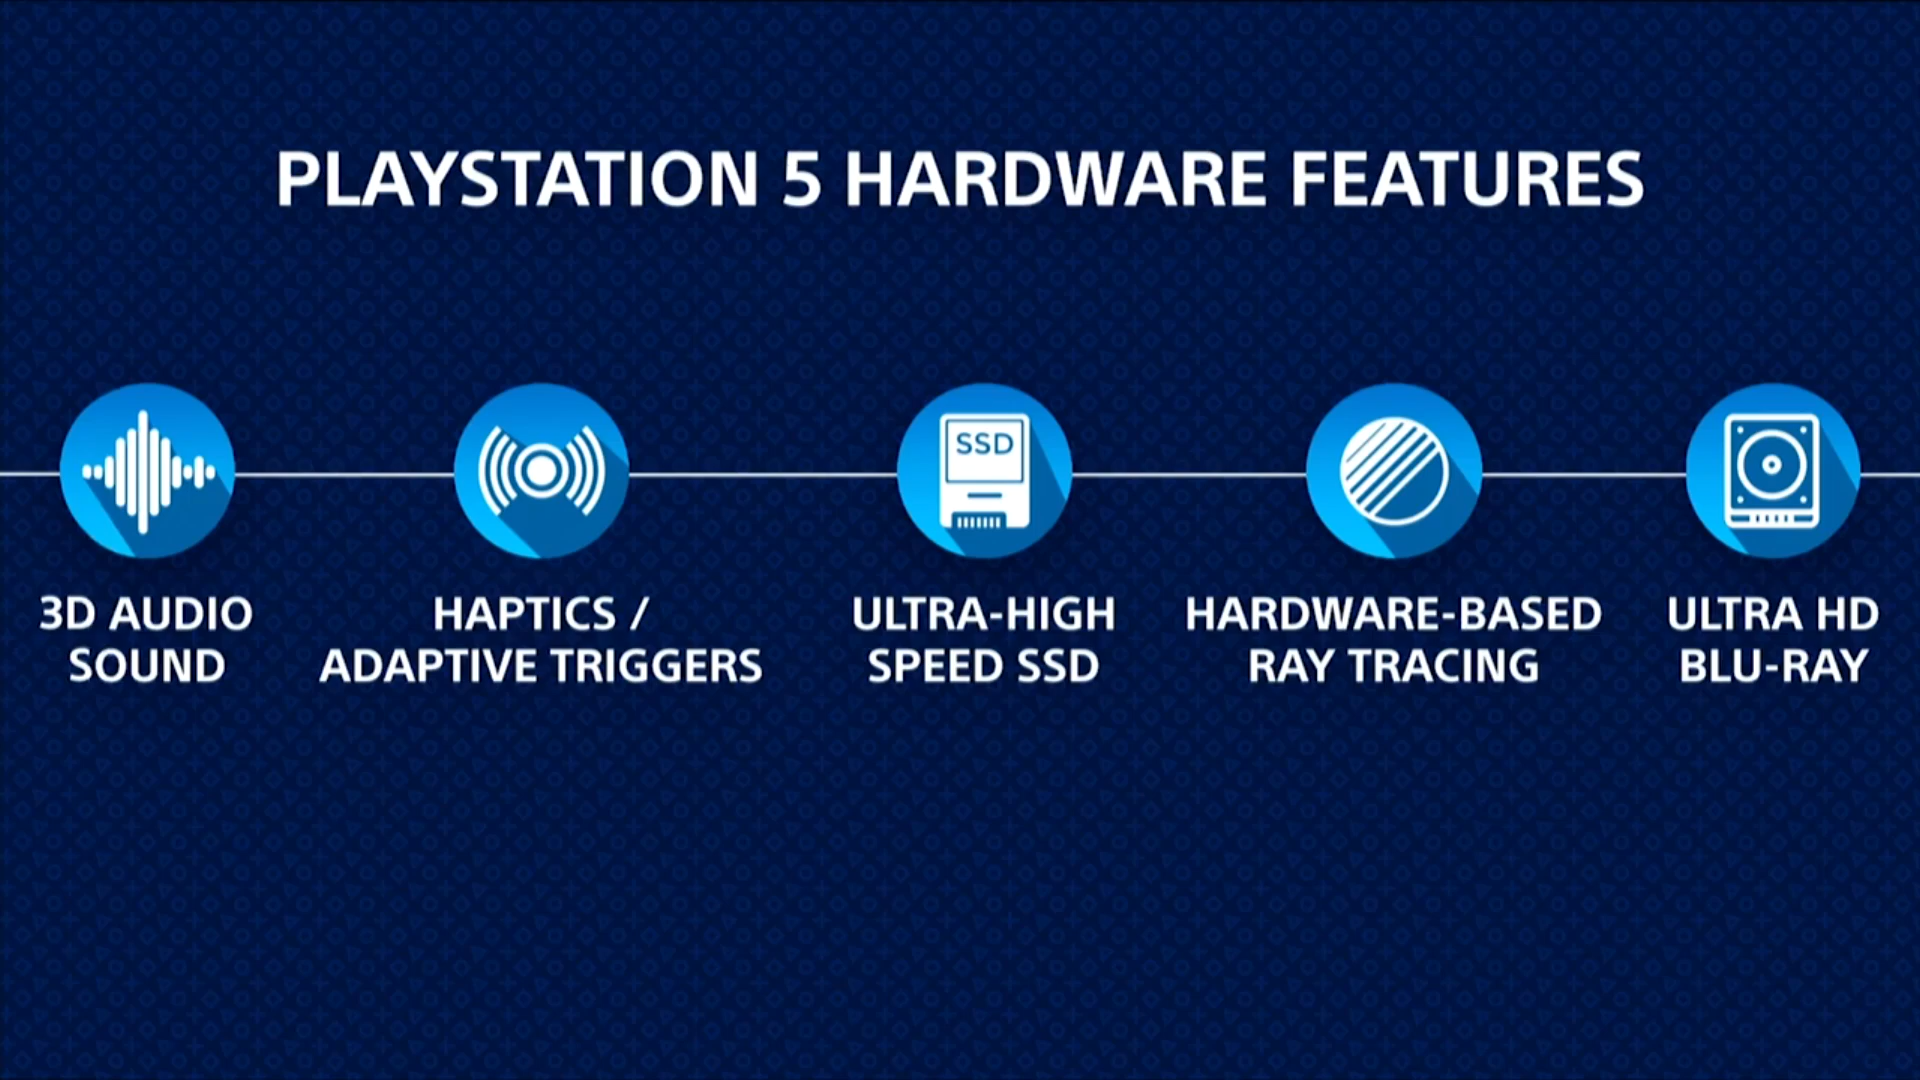 PLAYSTATION 5 HARDWARE FEATURES
SSD
3D AUDIO
SOUND
HAPTICS /
ADAPTIVE TRIGGERS
ULTRA-HIGH
SPEED SSD
HARDWARE-BASED
RAY TRACING
ULTRA HD
BLU-RAY